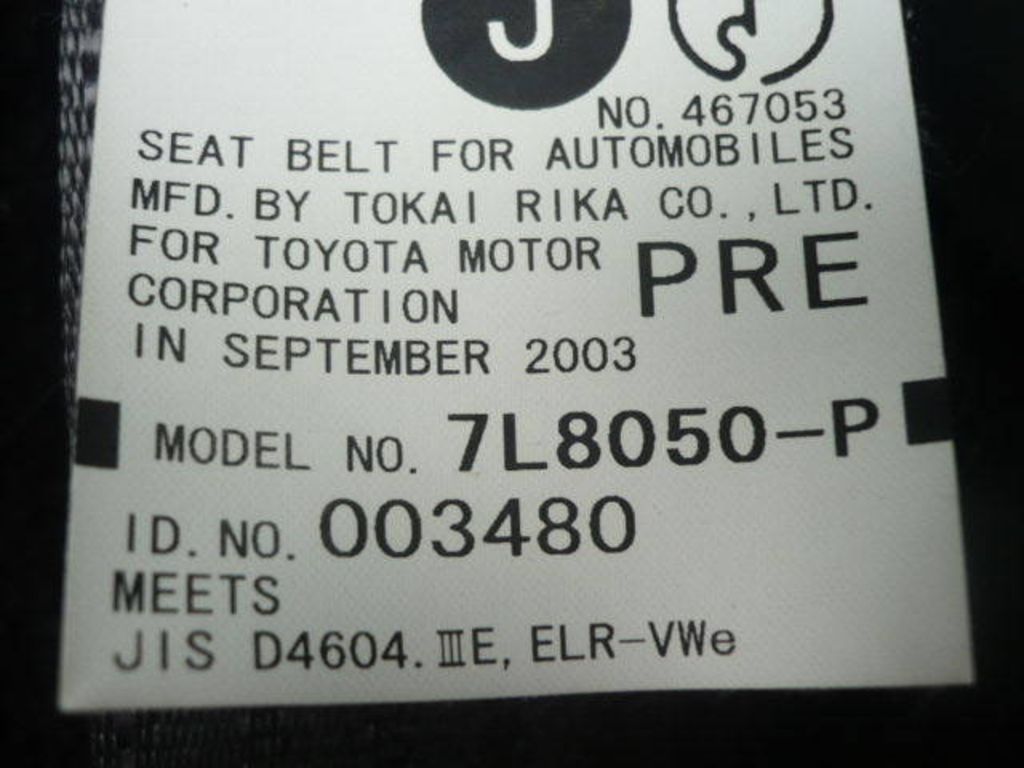 J
NO. 467053
SEAT BELT FOR AUTOMOBILES
MFD. BY TOKAI RIKA CO., LTD.
FOR TOYOTA MOTOR PRE
CORPORATION
IN SEPTEMBER 2003
MODEL NO. 7L8050-P
ID. NO. 003480
MEETS
JIS D4604. ⅢE, ELR-VWe